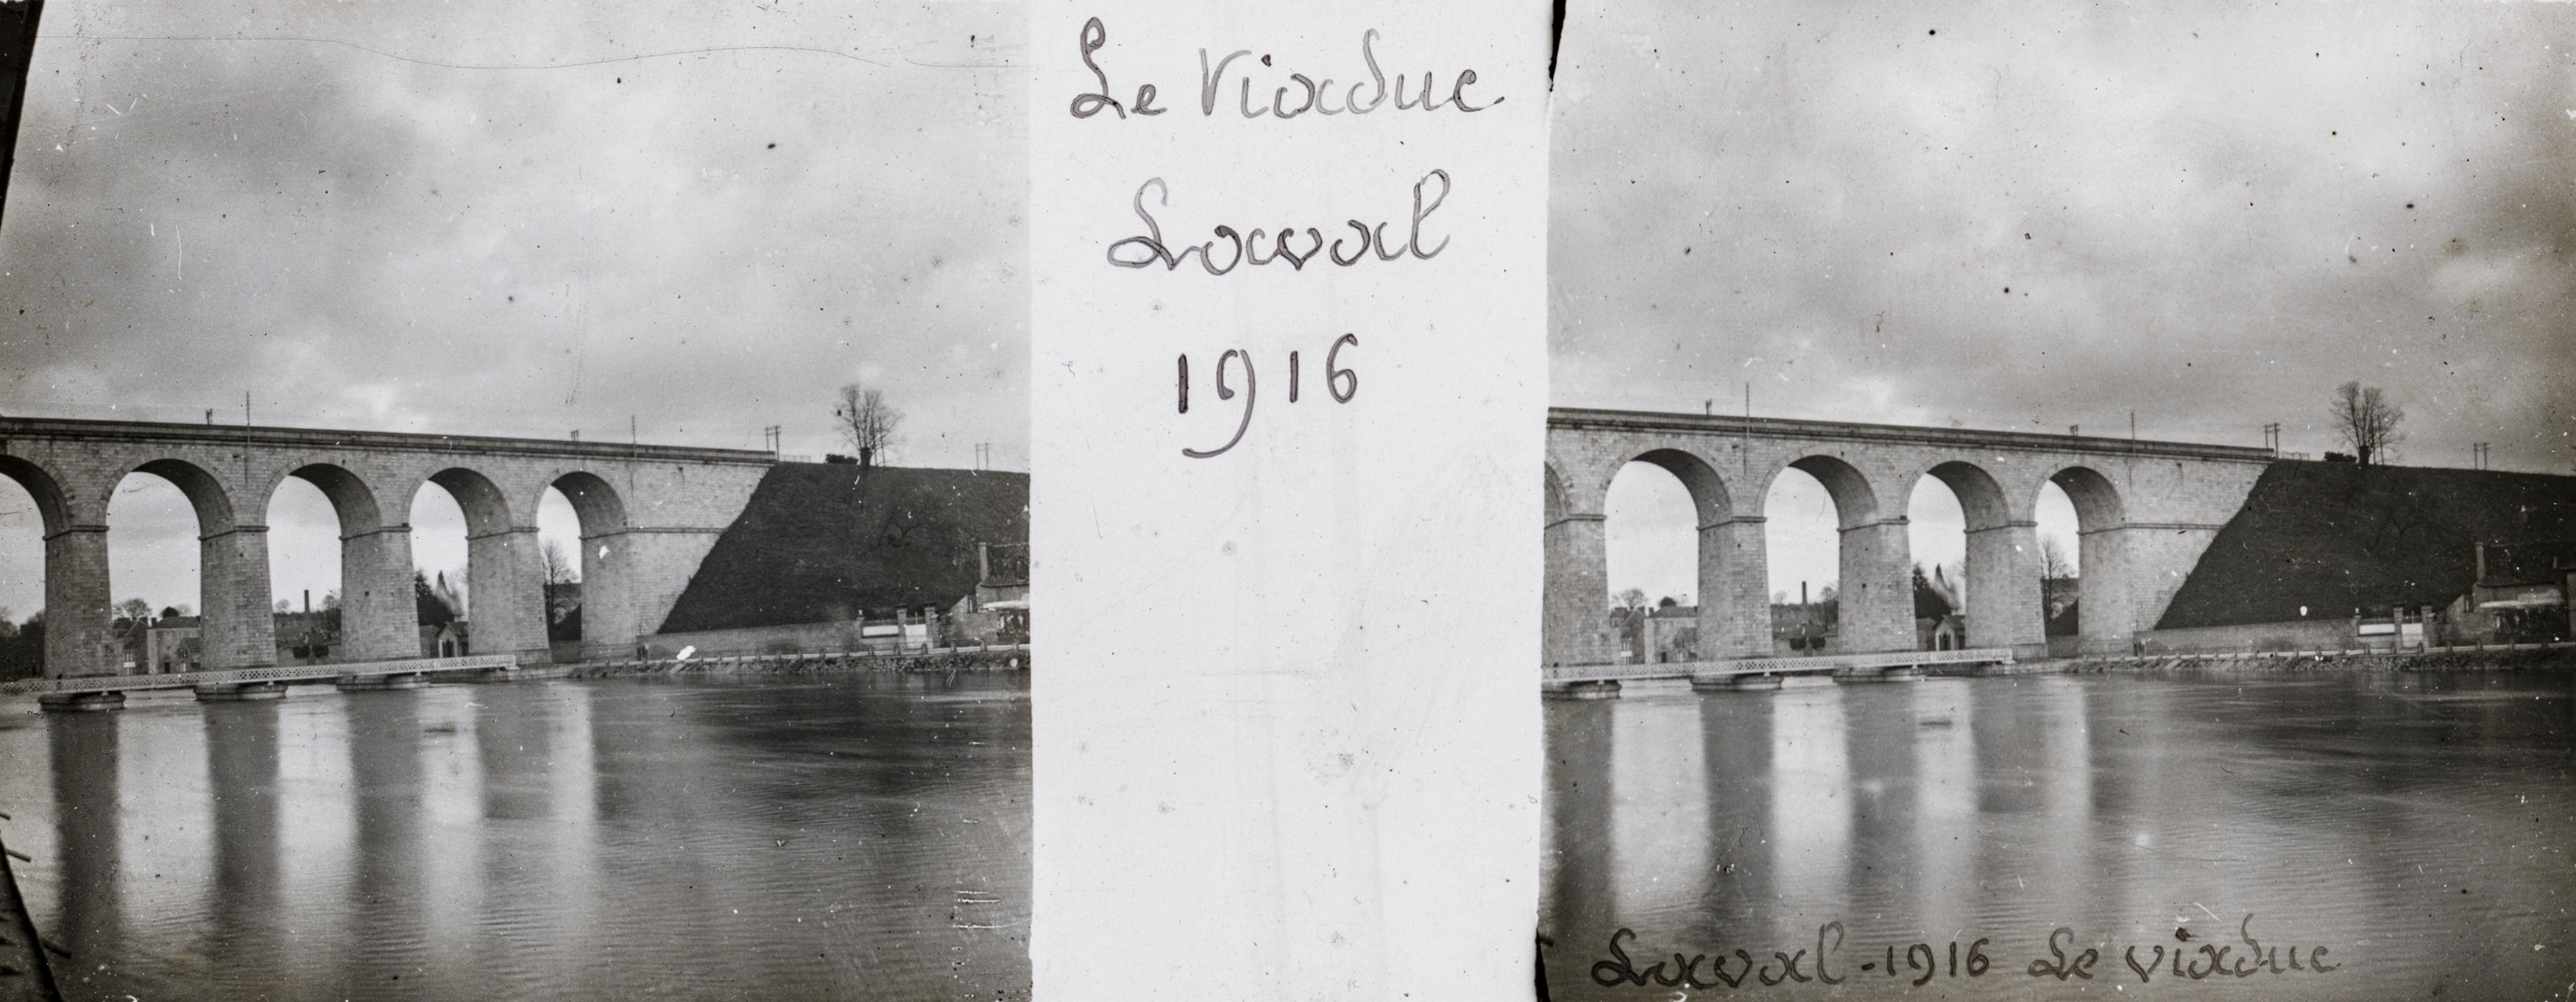 Le Viaduc
Laval
1916
Laval - 1916 Le viaduc